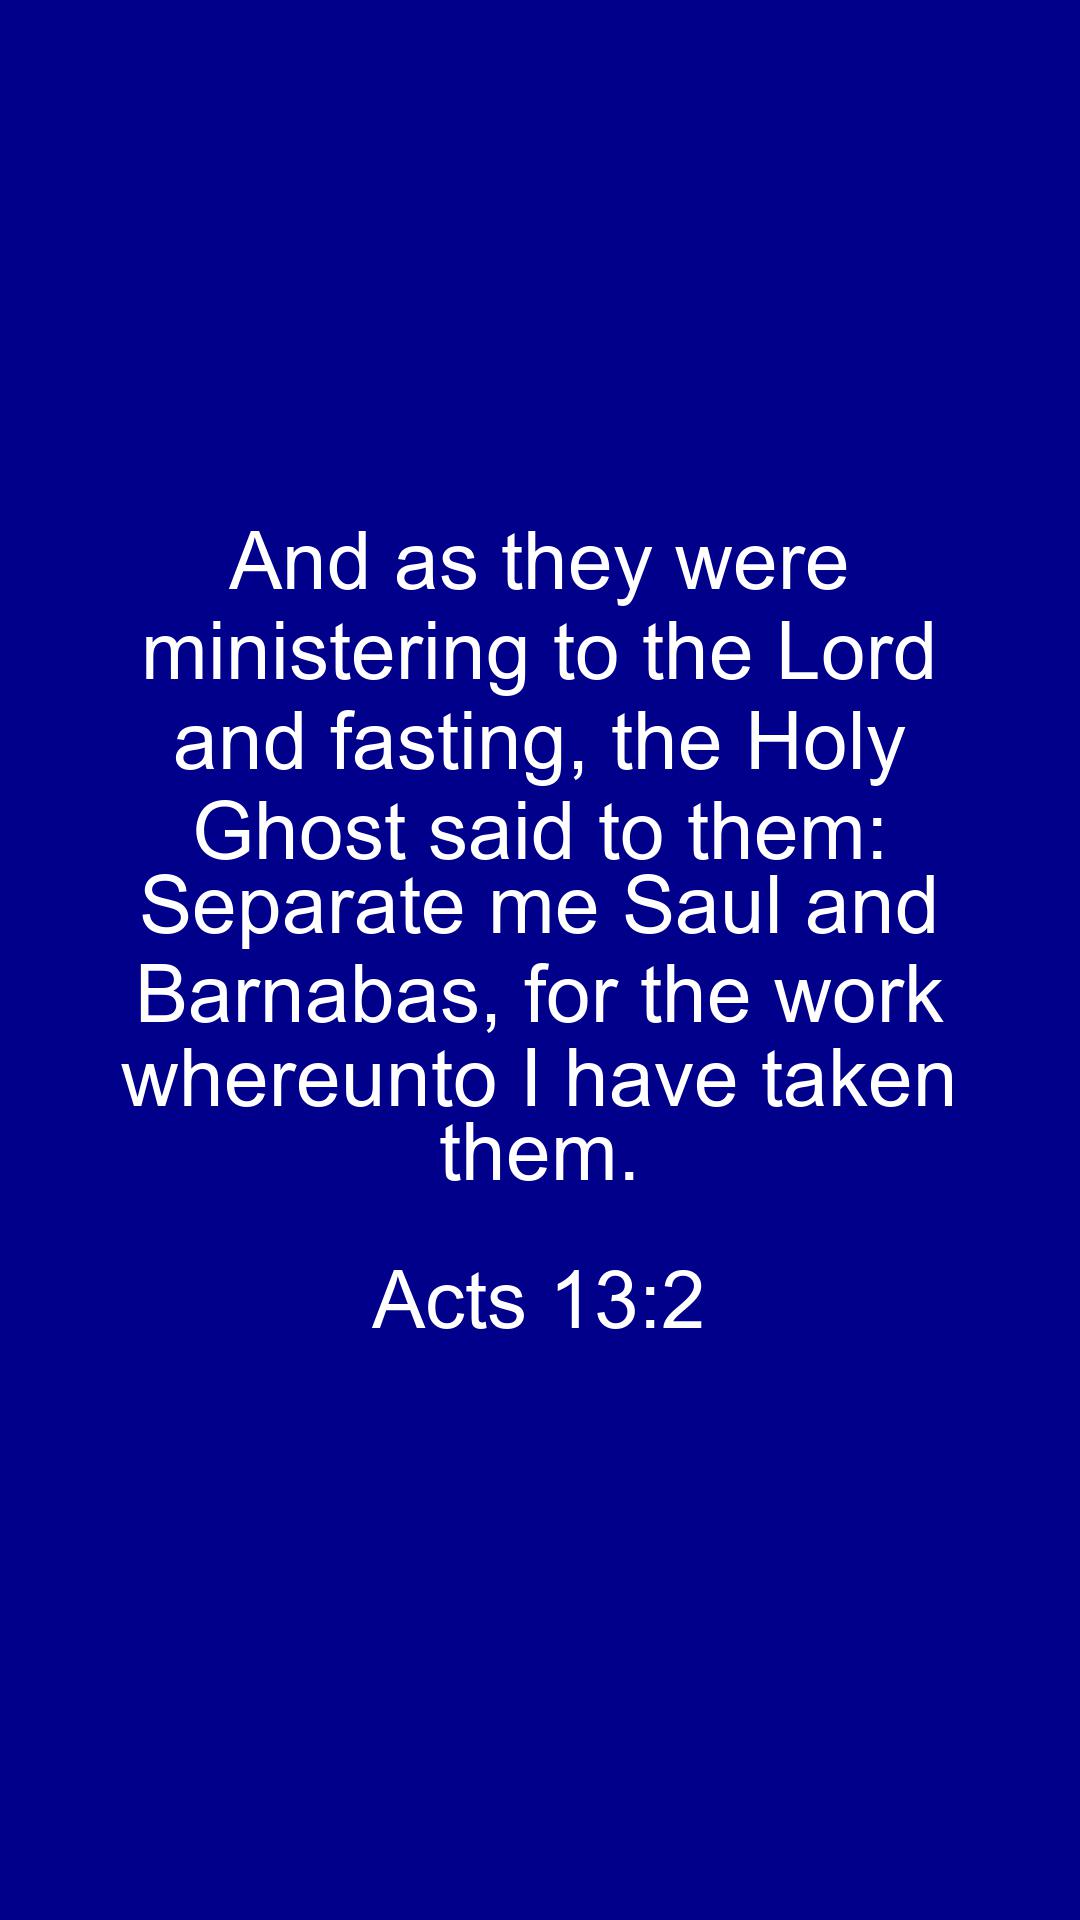 And as they were
ministering to the Lord
and fasting, the Holy
Ghost said to them:
Separate me Saul and
Barnabas, for the work
whereunto I have taken
them.
Acts 13:2